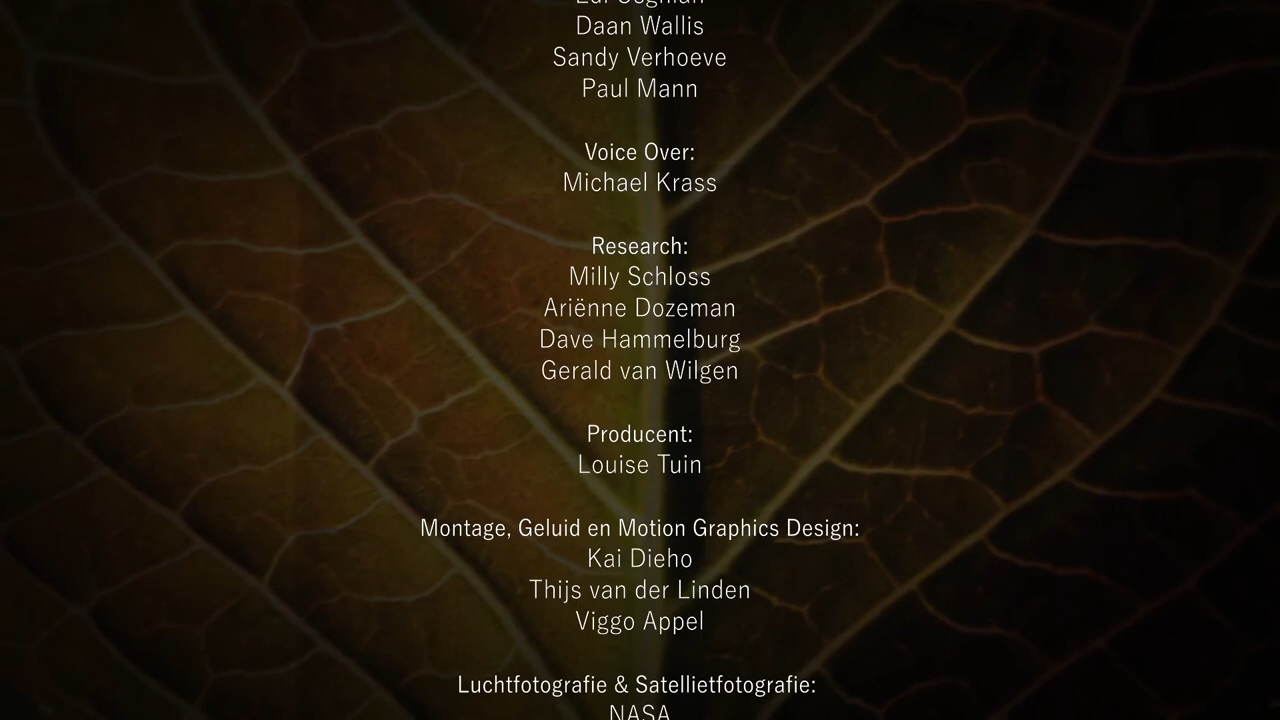 Daan Wallis
Sandy Verhoeve
Paul Mann
Voice Over:
Michael Krass
Research:
Milly Schloss
Ariënne Dozeman
Dave Hammelburg
Gerald van Wilgen
Producent:
Louise Tuin
Montage, Geluid en Motion Graphics Design:
Kai Dieho
Thijs van der Linden
Viggo Appel
Luchtfotografie & Satellietfotografie:
NASA